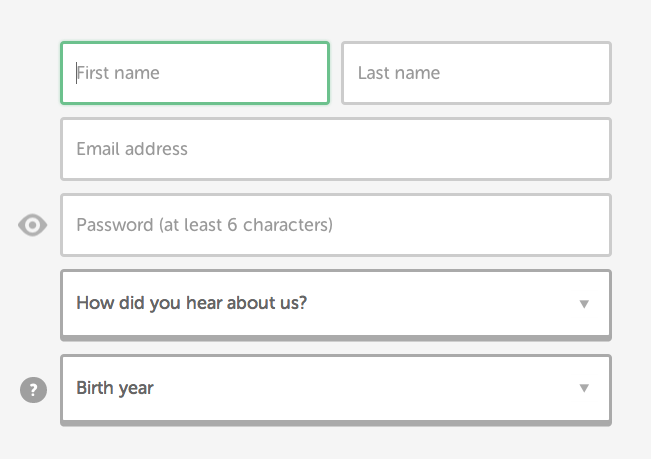 First name
Last name
Email address
Password (at least 6 characters)
How did you hear about us?
? Birth year